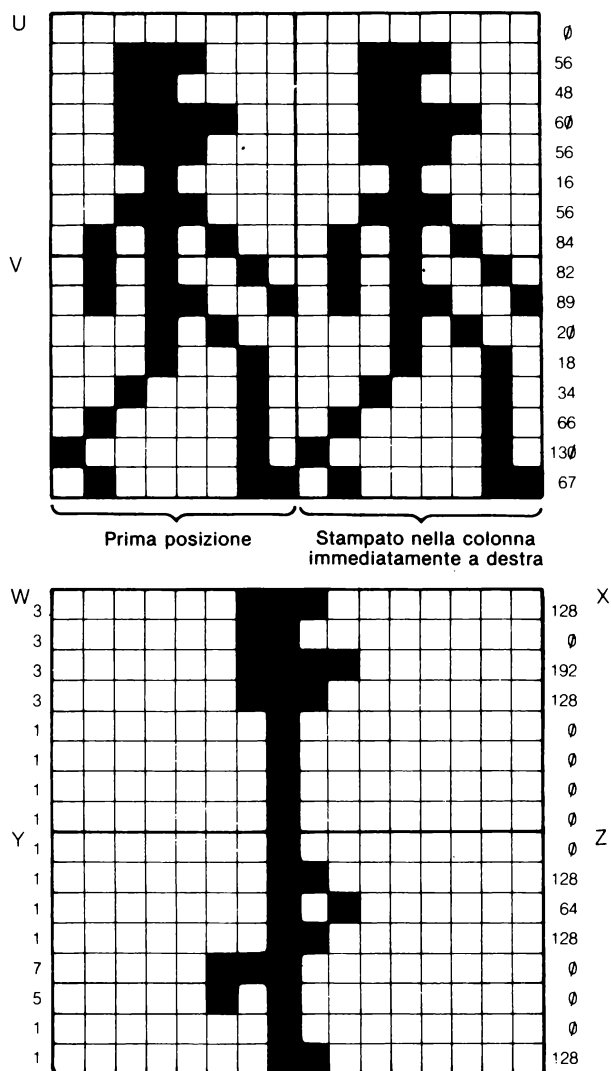 U
Ø
56
48
6Ø
56
16
56
84
V
82
89
2Ø
18
34
66
13Ø
67
Prima posizione
Stampato nella colonna
immediatamente a destra
W 3 128 X
3 Ø
3 192
3 128
1 Ø
1 Ø
1 Ø
1 Ø
Y 1 Ø Z
1 128
1 64
1 128
7 Ø
5 Ø
1 Ø
1 128